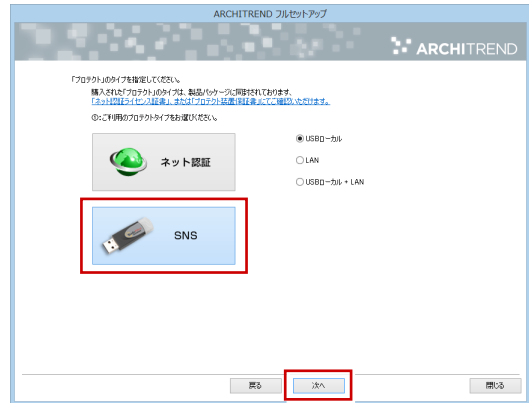 ARCHITREND フルセットアップ
ARCHITREND
「プロテクト」のタイプを指定してください。
購入された「プロテクト」のタイプは、製品パッケージに同封されております、
「ネット認証ライセンス証書」、または「プロテクト装置保証書」にてご確認いただけます。
①:ご利用のプロテクトタイプをお選びください。
ネット認証
USBローカル
LAN
USBローカル + LAN
SNS
戻る
次へ
閉じる